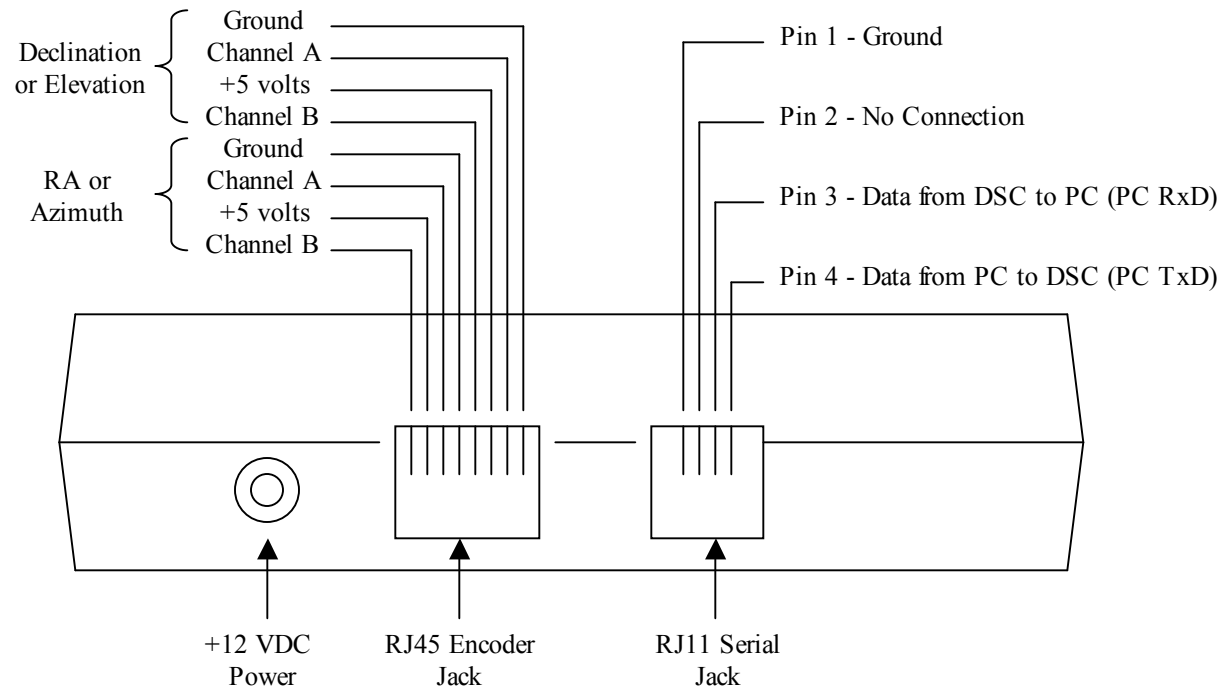 Declination
or Elevation
Ground
Channel A
+5 volts
Channel B
RA or
Azimuth
Ground
Channel A
+5 volts
Channel B
Pin 1 - Ground
Pin 2 - No Connection
Pin 3 - Data from DSC to PC (PC RxD)
Pin 4 - Data from PC to DSC (PC TxD)
+12 VDC
Power
RJ45 Encoder
Jack
RJ11 Serial
Jack